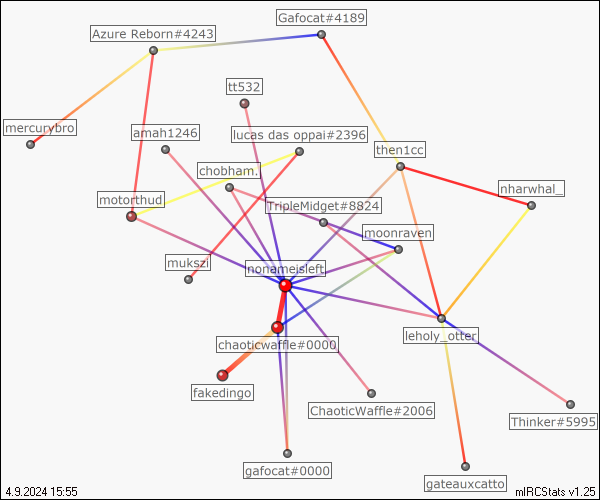 Gafocat#4189
Azure Reborn#4243
tt532
mercurybro
amah1246
lucas das oppai#2396
then1cc
chobham.
nharwhal_
motorthud
TripleMidget#8824
moonraven
mukszi
nonameisleft
chaoticwaffle#0000
leholy_otter
fakedingo
ChaoticWaffle#2006
Thinker#5995
gafocat#0000
gateauxcatto
4.9.2024 15:55
mIRCStats v1.25